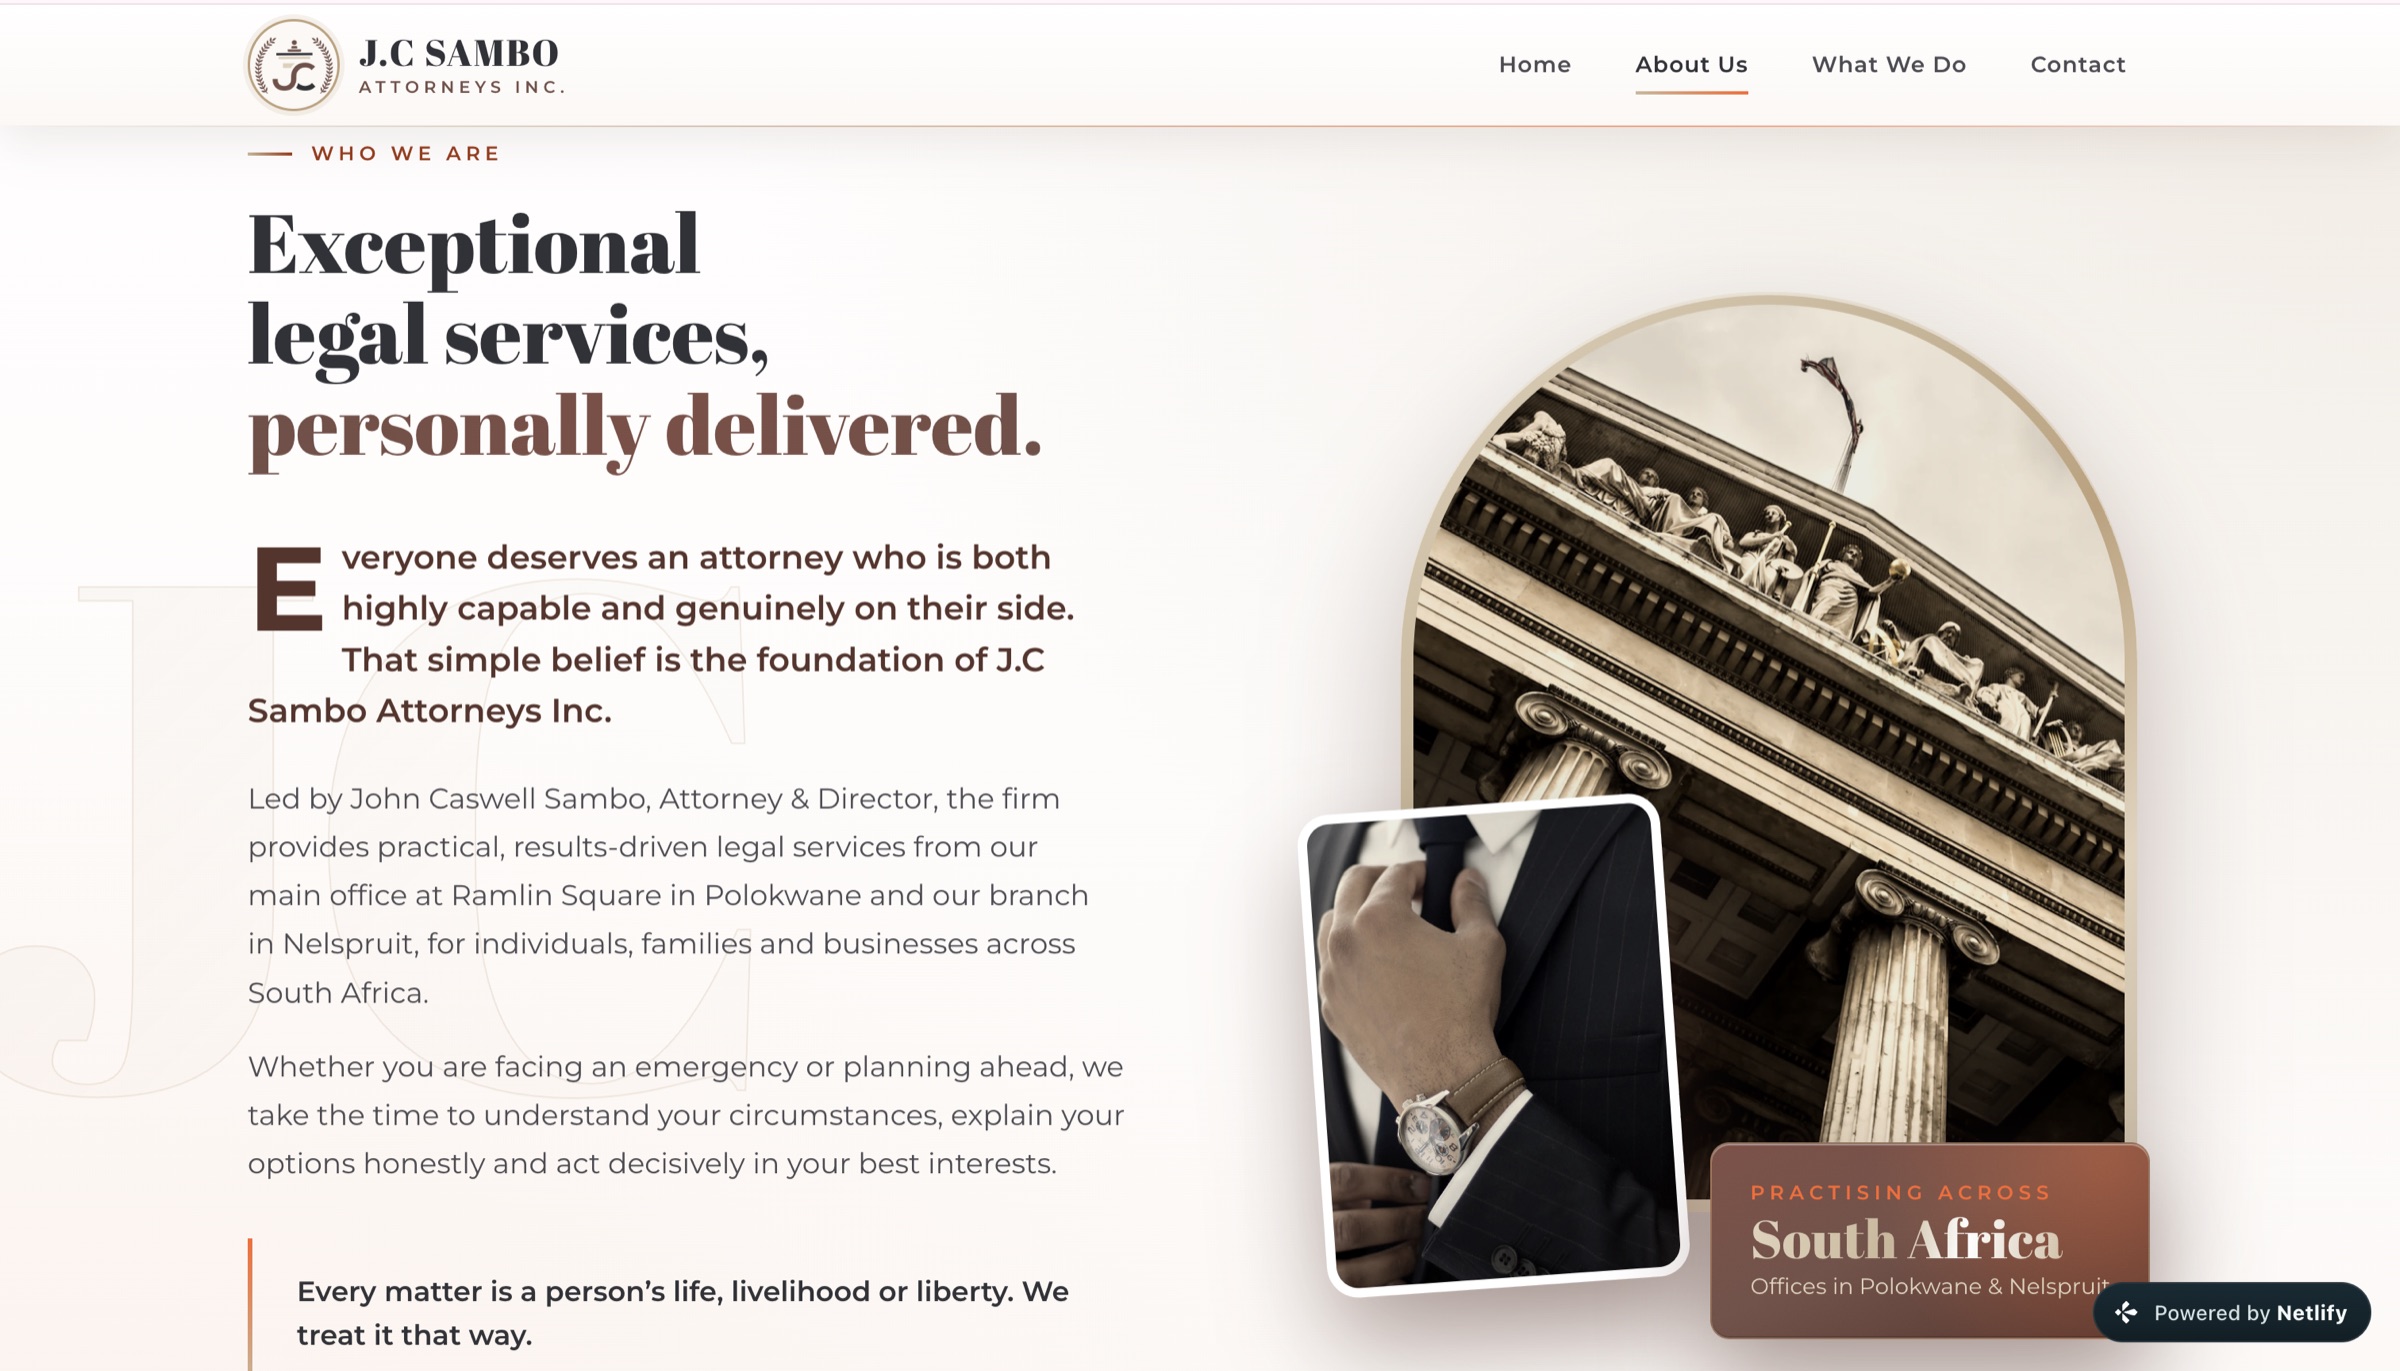 J.C SAMBO
ATTORNEYS INC.
Home
About Us
What We Do
Contact
WHO WE ARE
Exceptional
legal services,
personally delivered.
Everyone deserves an attorney who is both
highly capable and genuinely on their side.
That simple belief is the foundation of J.C
Sambo Attorneys Inc.
Led by John Caswell Sambo, Attorney & Director, the firm
provides practical, results-driven legal services from our
main office at Ramlin Square in Polokwane and our branch
in Nelspruit, for individuals, families and businesses across
South Africa.
Whether you are facing an emergency or planning ahead, we
take the time to understand your circumstances, explain your
options honestly and act decisively in your best interests.
Every matter is a person’s life, livelihood or liberty. We
treat it that way.
JC
JC
PRACTISING ACROSS
South Africa
Offices in Polokwane & Nelspruit
Powered by Netlify